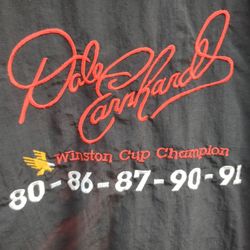 Dale
Earnhardt
Winston Cup Champion
80-86-87-90-91